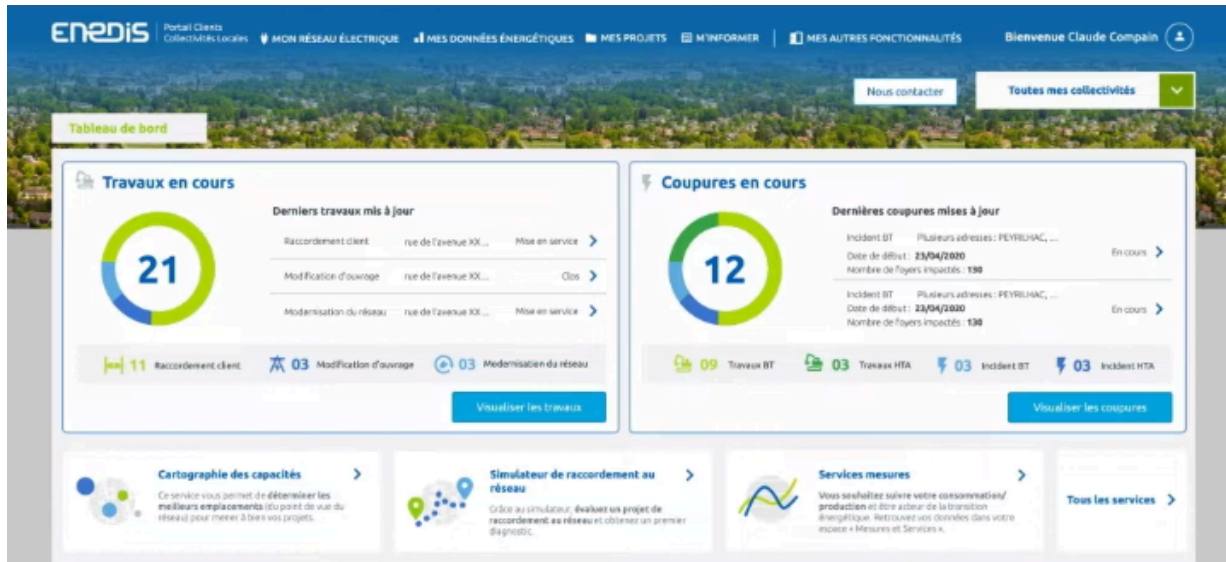 ENEDIS
Portail Clients
Collectivités Locales
MON RÉSEAU ÉLECTRIQUE
MES DONNÉES ÉNERGÉTIQUES
MES PROJETS
M'INFORMER
MES AUTRES FONCTIONNALITÉS
Bienvenue Claude Compain
Nous contacter
Toutes mes collectivités
Tableau de bord
Travaux en cours
21
Derniers travaux mis à jour
Raccordement client rue de l'avenue XX... Mise en service
Modification d'ouvrage rue de l'avenue XX... Clos
Modernisation du réseau rue de l'avenue XX... Mise en service
11 Raccordement client
03 Modification d'ouvrage
03 Modernisation du réseau
Visualiser les travaux
Coupures en cours
12
Dernières coupures mises à jour
Incident BT Plusieurs adresses : PEYRILHAC, ...
Date de début : 23/04/2020
En cours
Nombre de foyers impactés : 130
Incident BT Plusieurs adresses : PEYRILHAC, ...
Date de début : 23/04/2020
En cours
Nombre de foyers impactés : 130
09 Travaux BT
03 Travaux HTA
03 Incident BT
03 Incident HTA
Visualiser les coupures
Cartographie des capacités
Ce service vous permet de déterminer les
meilleurs emplacements (du point de vue du
réseau) pour mener à bien vos projets.
Simulateur de raccordement au
réseau
Grâce au simulateur, évaluez un projet de
raccordement au réseau et obtenez un premier
diagnostic.
Services mesures
Vous souhaitez suivre votre consommation/
production et être acteur de la transition
énergétique. Retrouvez vos données dans votre
espace « Mesures et Services ».
Tous les services